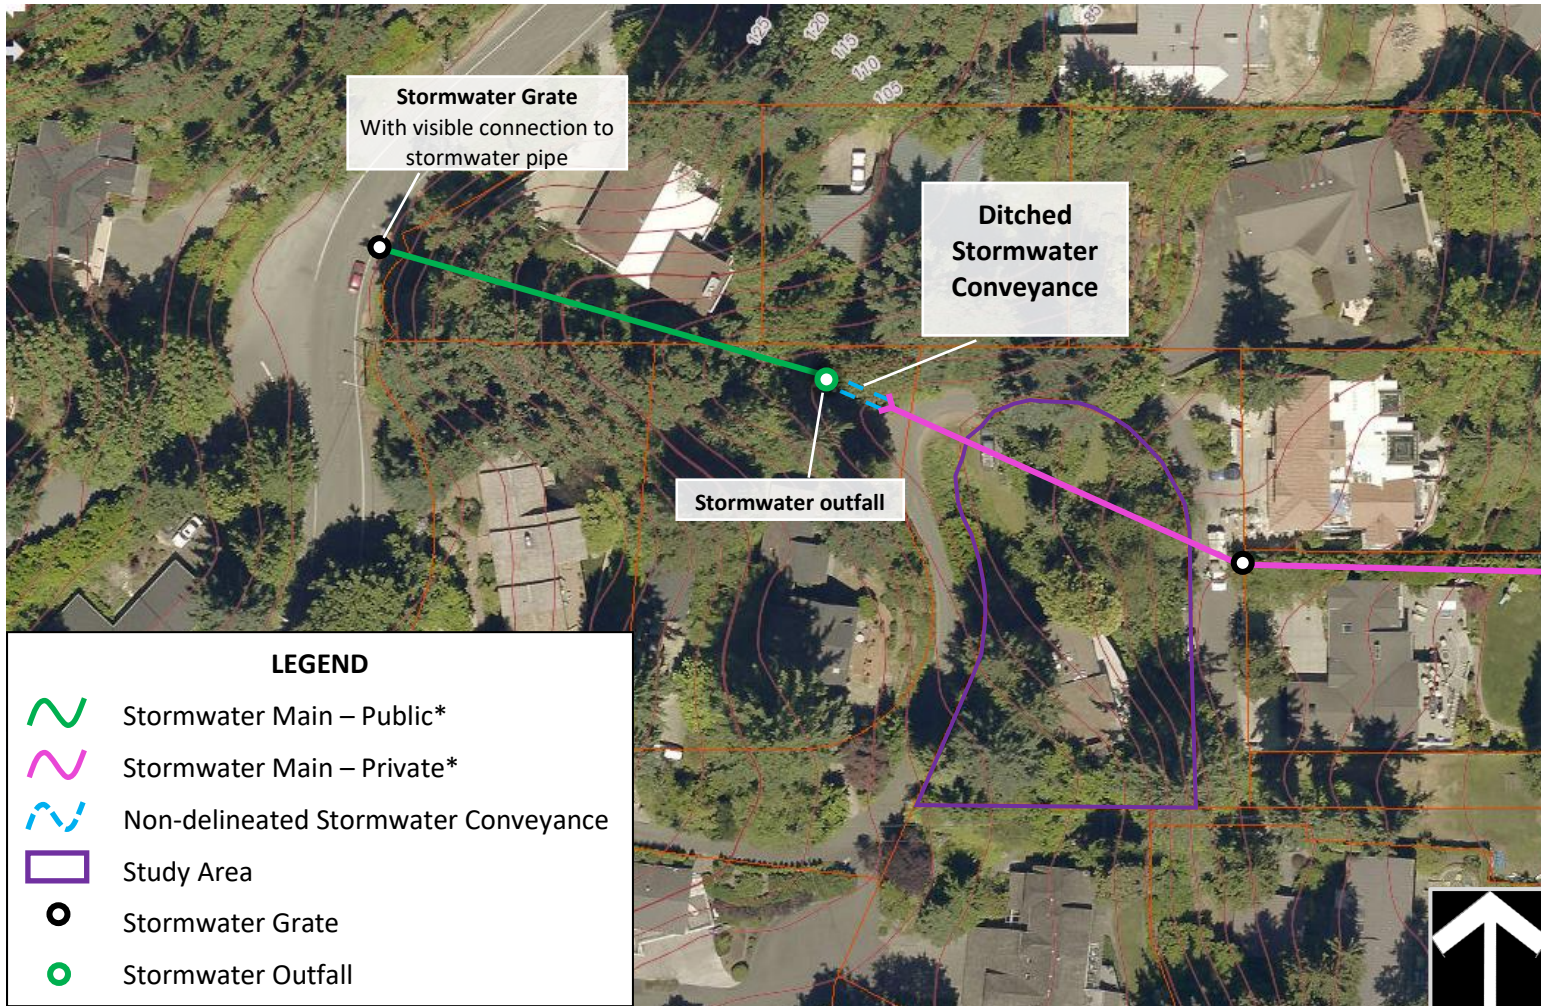 125
120
115
110
105
85
Stormwater Grate
With visible connection to
stormwater pipe
Ditched
Stormwater
Conveyance
Stormwater outfall
LEGEND
Stormwater Main – Public*
Stormwater Main – Private*
Non-delineated Stormwater Conveyance
Study Area
Stormwater Grate
Stormwater Outfall